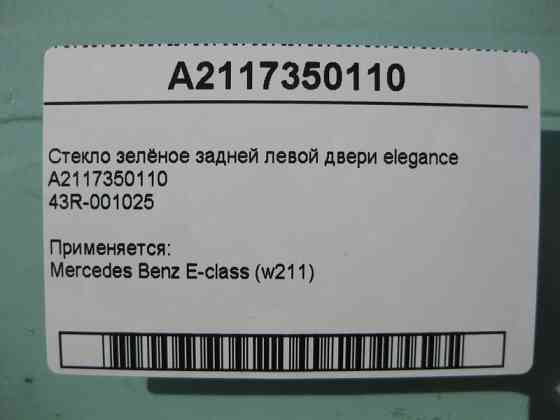 A2117350110
Стекло зелёное задней левой двери elegance
A2117350110
43R-001025
Применяется:
Mercedes Benz E-class (w211)